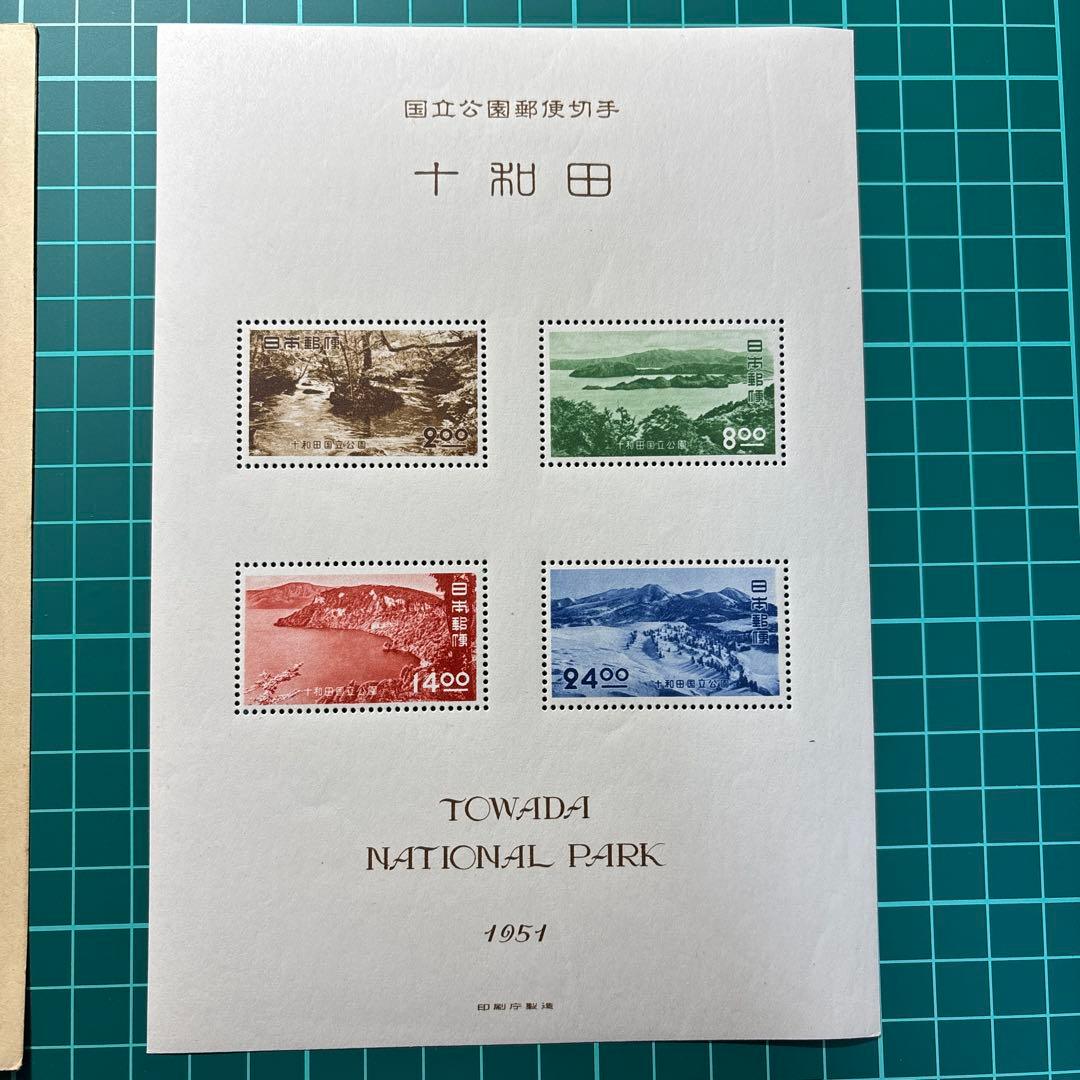 国立公園郵便切手
十和田
日本郵便
十和田国立公園
2.00
日本郵便
十和田国立公園
8.00
日本郵便
十和田国立公園
14.00
日本郵便
24.00
十和田国立公園
TOWADA
NATIONAL PARK
1951
印刷庁製造